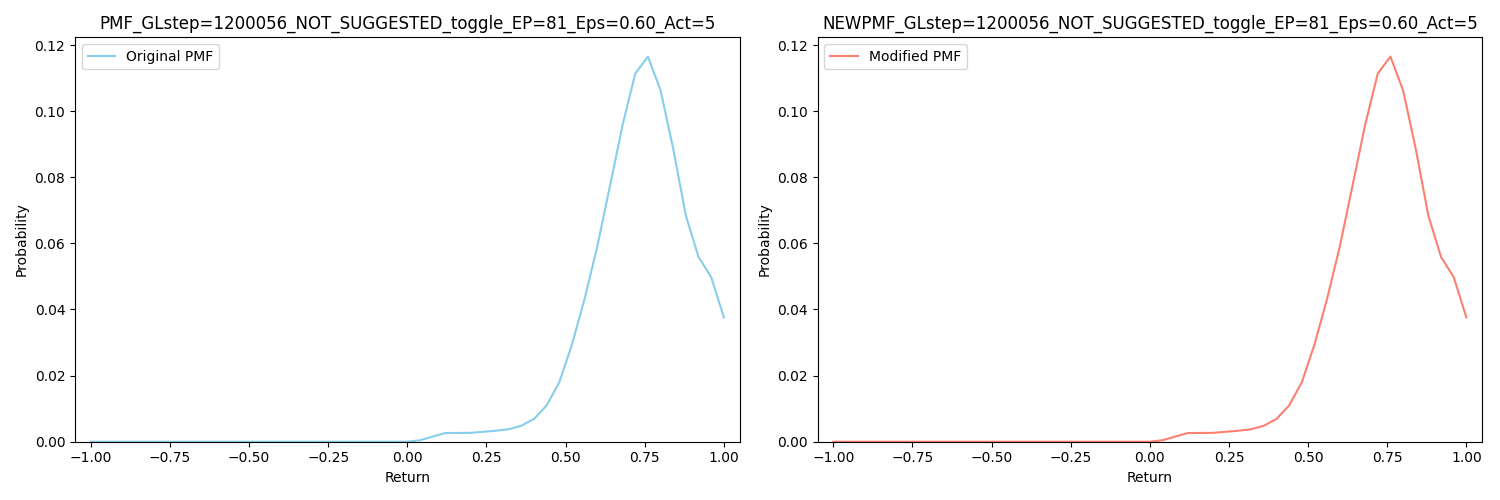 PMF_GLstep=1200056_NOT_SUGGESTED_toggle_EP=81_Eps=0.60_Act=5
Original PMF
Probability
0.12
0.10
0.08
0.06
0.04
0.02
0.00
−1.00 −0.75 −0.50 −0.25 0.00 0.25 0.50 0.75 1.00
Return
NEWPMF_GLstep=1200056_NOT_SUGGESTED_toggle_EP=81_Eps=0.60_Act=5
Modified PMF
Probability
0.12
0.10
0.08
0.06
0.04
0.02
0.00
−1.00 −0.75 −0.50 −0.25 0.00 0.25 0.50 0.75 1.00
Return